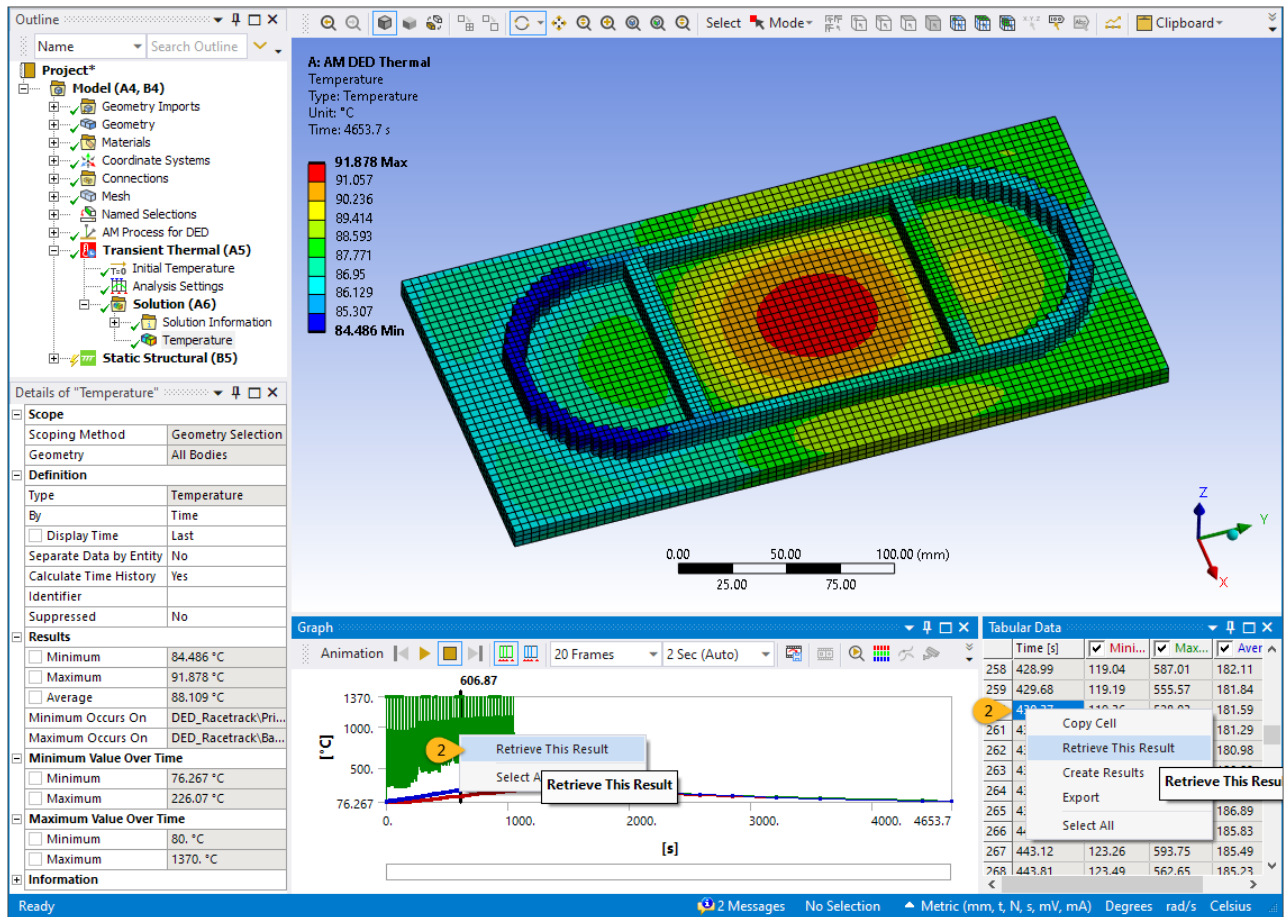 Outline
Select Mode Clipboard
Name Search Outline
Project*
Model (A4, B4)
Geometry Imports
Geometry
Materials
Coordinate Systems
Connections
Mesh
Named Selections
AM Process for DED
Transient Thermal (A5)
T=0 Initial Temperature
Analysis Settings
Solution (A6)
Solution Information
Temperature
Static Structural (B5)
Details of "Temperature"
Scope
Scoping Method Geometry Selection
Geometry All Bodies
Definition
Type Temperature
By Time
Display Time Last
Separate Data by Entity No
Calculate Time History Yes
Identifier
Suppressed No
Results
Minimum 84.486 °C
Maximum 91.878 °C
Average 88.109 °C
Minimum Occurs On DED_Racetrack\Pri...
Maximum Occurs On DED_Racetrack\Ba...
Minimum Value Over Time
Minimum 76.267 °C
Maximum 226.07 °C
Maximum Value Over Time
Minimum 80. °C
Maximum 1370. °C
Information
A: AM DED Thermal
Temperature
Type: Temperature
Unit: °C
Time: 4653.7 s
91.878 Max
91.057
90.236
89.414
88.593
87.771
86.95
86.129
85.307
84.486 Min
Z
Y
X
0.00 50.00 100.00 (mm)
25.00 75.00
Graph
Animation 20 Frames 2 Sec (Auto)
606.87
1370.
1000.
500.
76.267
[°C]
0. 1000. 2000. 3000. 4000. 4653.7
[s]
2
Retrieve This Result
Select A
Retrieve This Result
Tabular Data
Time [s] Mini... Max... Aver
258 428.99 119.04 587.01 182.11
259 429.68 119.19 555.57 181.84
2 181.59
261 43 181.29
262 43 180.98
263 43
264 43
265 43 186.89
266 44 185.83
267 443.12 123.26 593.75 185.49
268 443.81 123.49 562.65 185.23
Copy Cell
Retrieve This Result
Create Results
Export
Select All
Retrieve This Resu
Ready 2 Messages No Selection Metric (mm, t, N, s, mV, mA) Degrees rad/s Celsius